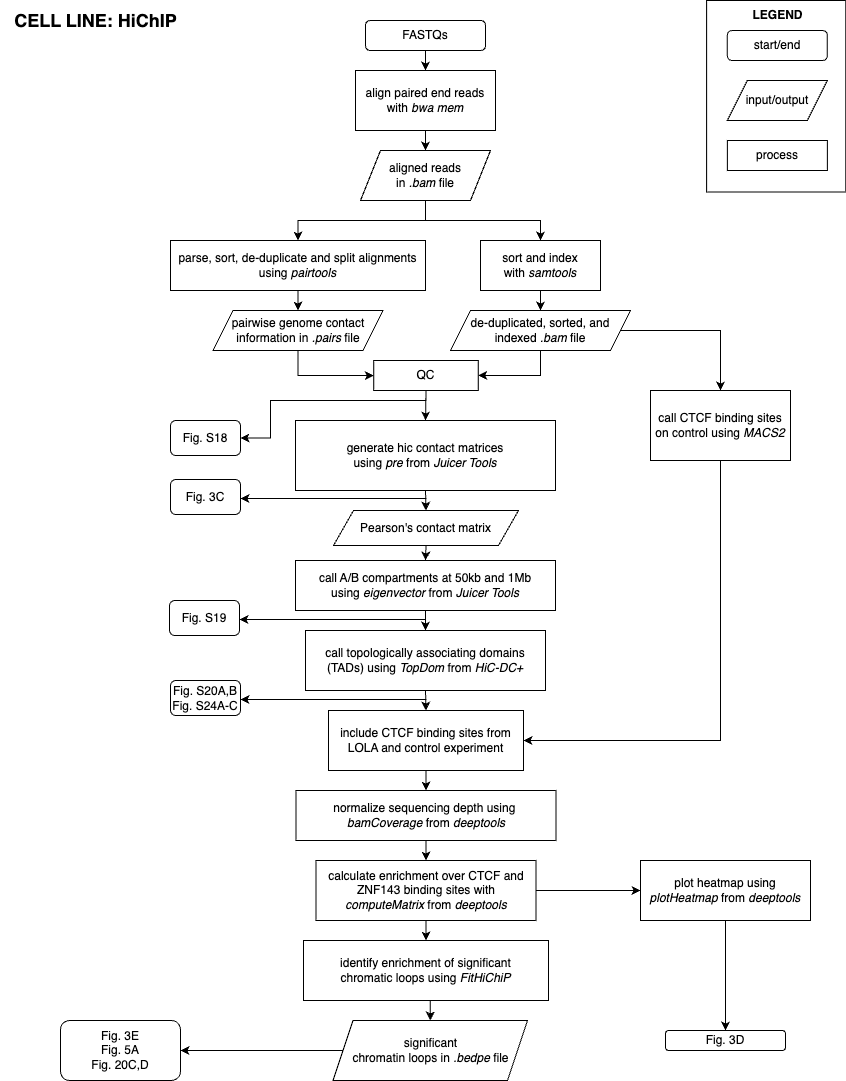 CELL LINE: HiChIP
LEGEND
start/end
input/output
process
FASTQs
align paired end reads
with bwa mem
aligned reads
in .bam file
parse, sort, de-duplicate and split alignments
using pairtools
sort and index
with samtools
pairwise genome contact
information in .pairs file
de-duplicated, sorted, and
indexed .bam file
QC
call CTCF binding sites
on control using MACS2
Fig. S18
generate hic contact matrices
using pre from Juicer Tools
Fig. 3C
Pearson's contact matrix
call A/B compartments at 50kb and 1Mb
using eigenvector from Juicer Tools
Fig. S19
call topologically associating domains
(TADs) using TopDom from HiC-DC+
Fig. S20A,B
Fig. S24A-C
include CTCF binding sites from
LOLA and control experiment
normalize sequencing depth using
bamCoverage from deeptools
calculate enrichment over CTCF and
ZNF143 binding sites with
computeMatrix from deeptools
plot heatmap using
plotHeatmap from deeptools
identify enrichment of significant
chromatic loops using FitHiChiP
Fig. 3E
Fig. 5A
Fig. 20C,D
significant
chromatin loops in .bedpe file
Fig. 3D